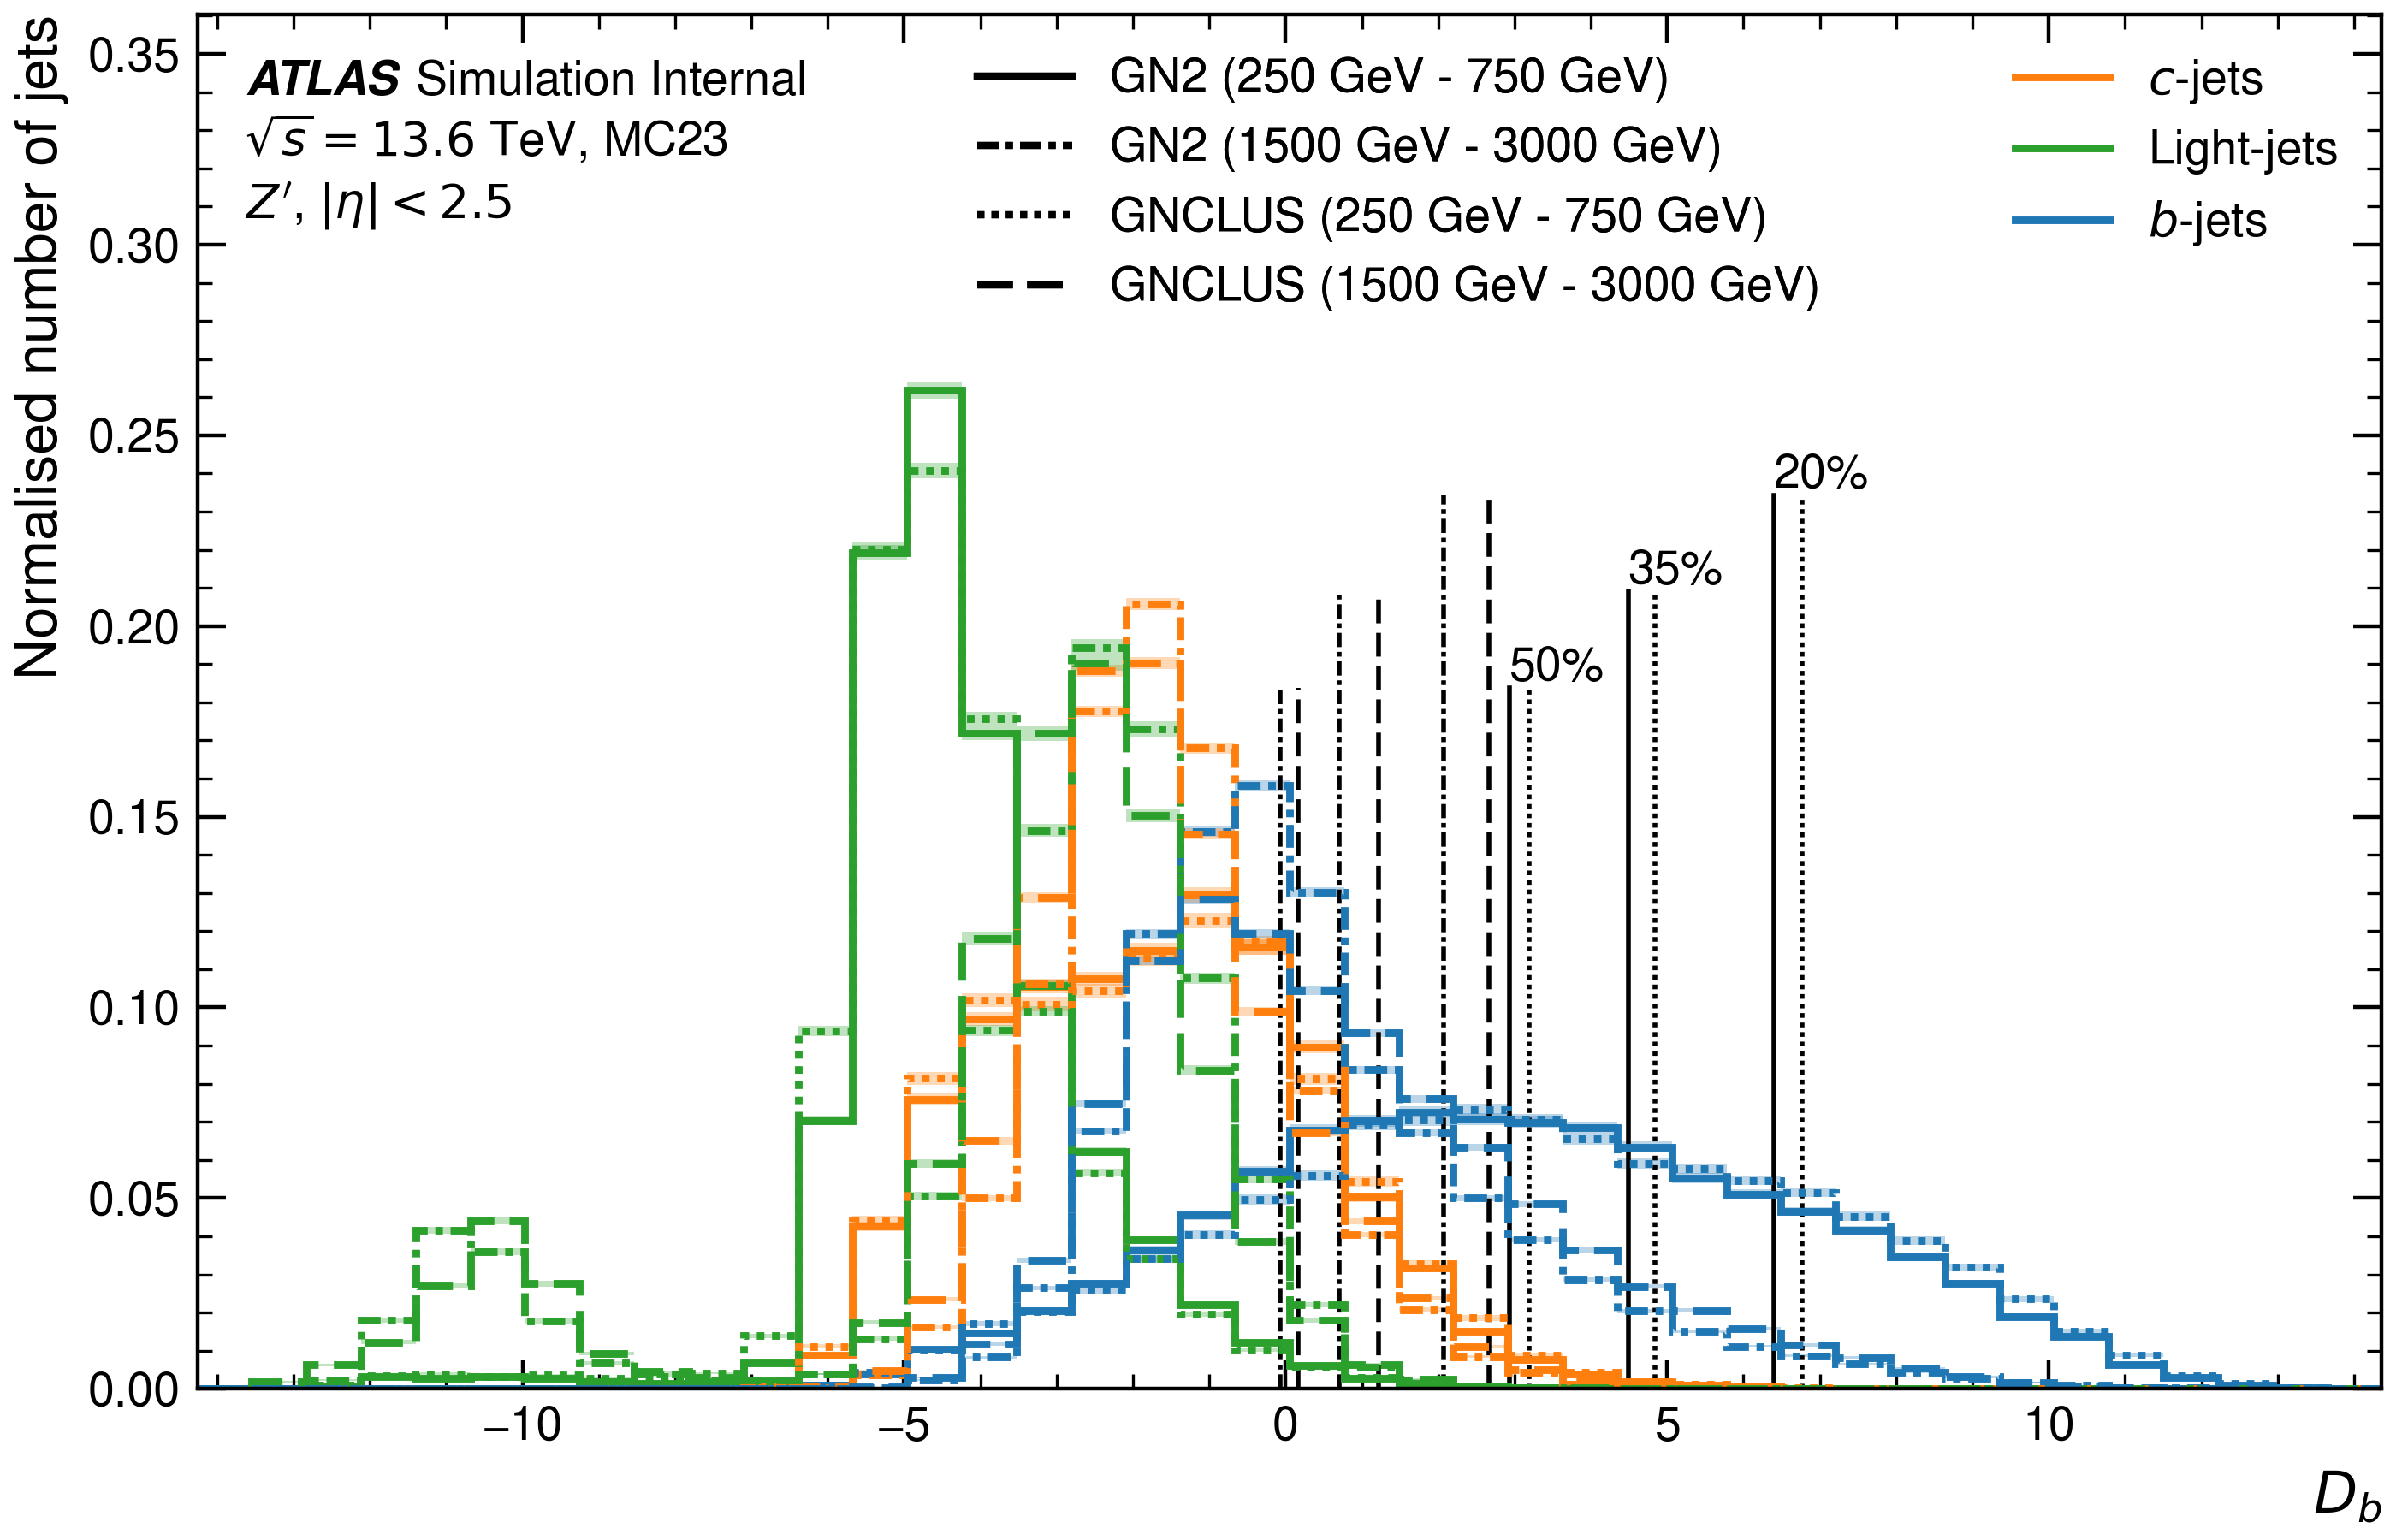 Normalised number of jets
0.35
0.30
0.25
0.20
0.15
0.10
0.05
0.00
ATLAS Simulation Internal
√s = 13.6 TeV, MC23
Z′, |η| < 2.5
GN2 (250 GeV - 750 GeV)
GN2 (1500 GeV - 3000 GeV)
GNCLUS (250 GeV - 750 GeV)
GNCLUS (1500 GeV - 3000 GeV)
c-jets
Light-jets
b-jets
20%
35%
50%
−10 −5 0 5 10
D_b